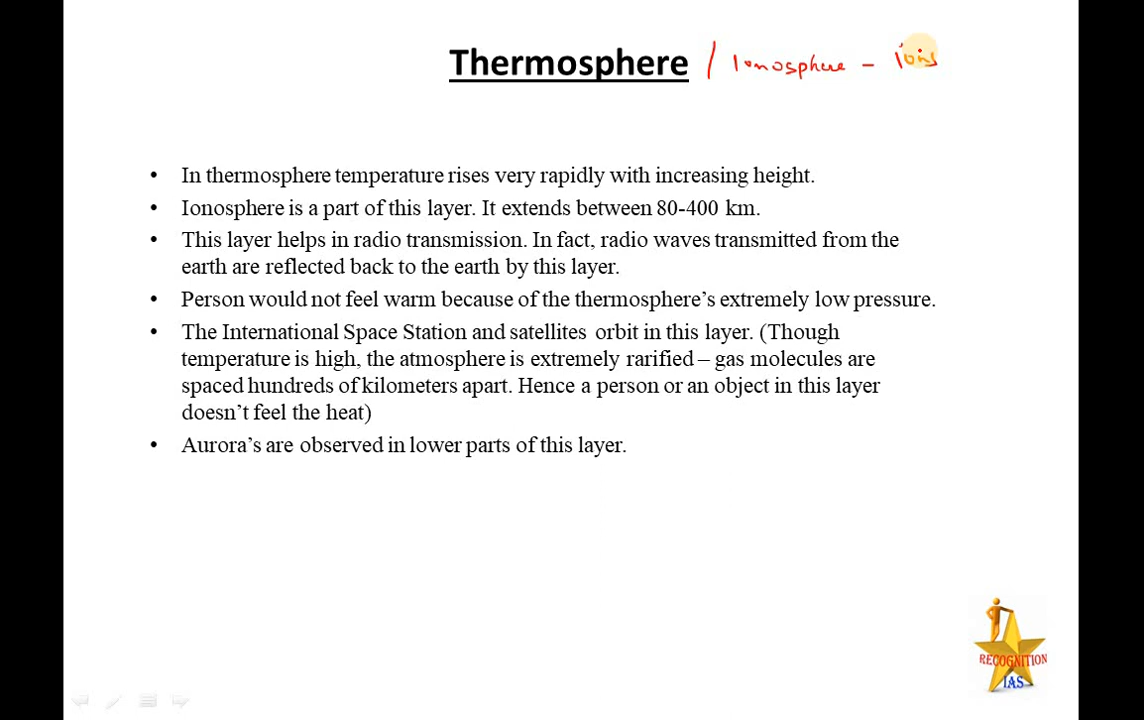 Thermosphere / Ionosphere – ions
• In thermosphere temperature rises very rapidly with increasing height.
• Ionosphere is a part of this layer. It extends between 80-400 km.
• This layer helps in radio transmission. In fact, radio waves transmitted from the
earth are reflected back to the earth by this layer.
• Person would not feel warm because of the thermosphere’s extremely low pressure.
• The International Space Station and satellites orbit in this layer. (Though
temperature is high, the atmosphere is extremely rarified – gas molecules are
spaced hundreds of kilometers apart. Hence a person or an object in this layer
doesn’t feel the heat)
• Aurora’s are observed in lower parts of this layer.
RECOGNITION
IAS